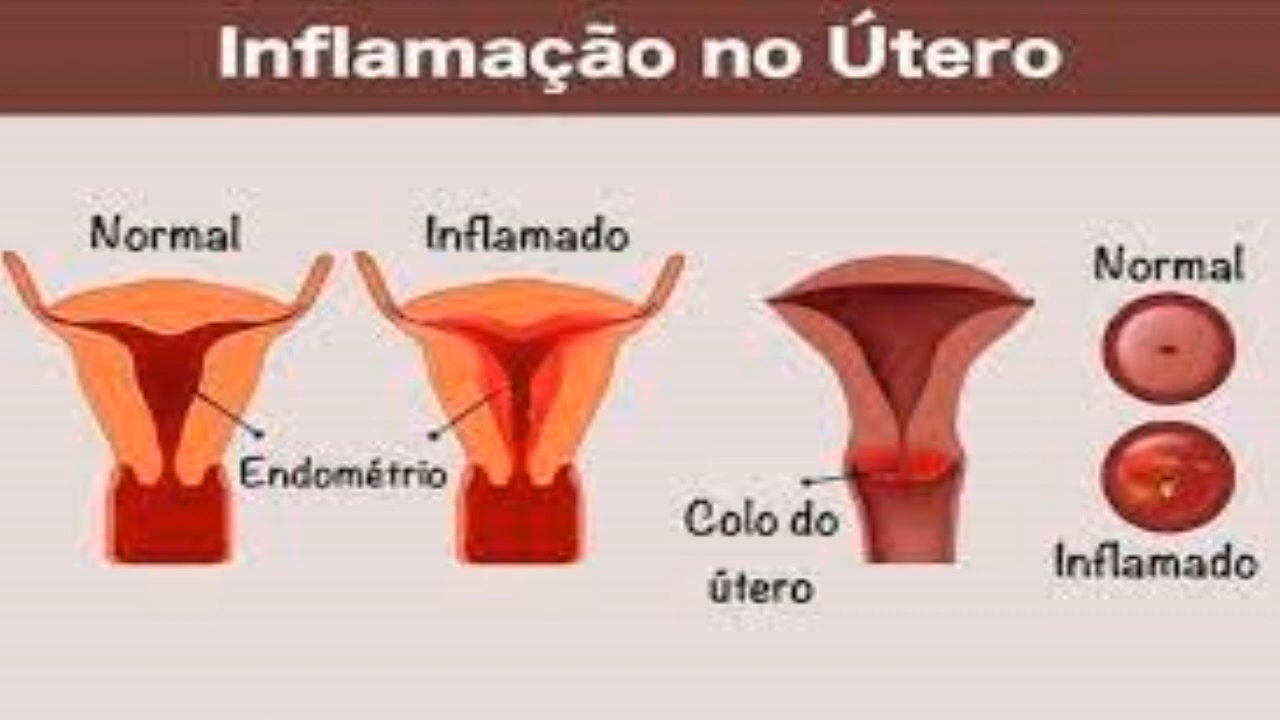 Inflamação no Útero
Normal
Inflamado
Endométrio
Colo do
útero
Normal
Inflamado